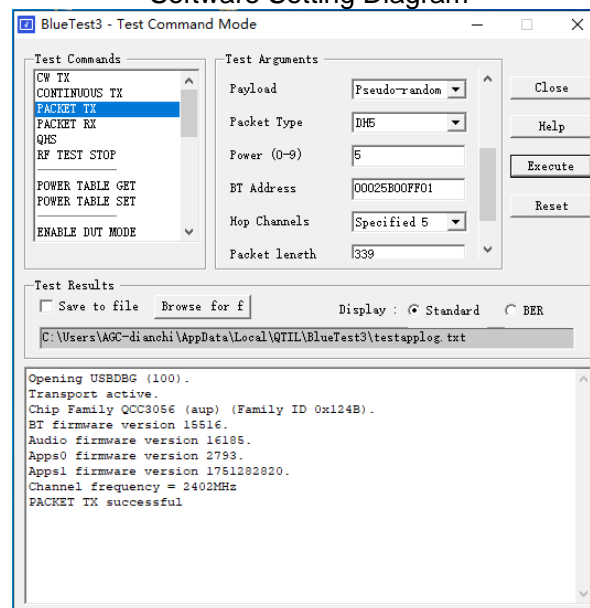 Software Setting Diagram
BlueTest3 - Test Command Mode
Test Commands
CW TX
CONTINUOUS TX
PACKET TX
PACKET RX
QHS
RF TEST STOP
POWER TABLE GET
POWER TABLE SET
ENABLE DUT MODE
Test Arguments
Payload Pseudo-random
Packet Type DH5
Power (0-9) 5
BT Address 00025B00FF01
Hop Channels Specified 5
Packet length 339
Close
Help
Execute
Reset
Test Results
Save to file Browse for f Display : Standard BER
C:\Users\AGC-dianchi\AppData\Local\QTIL\BlueTest3\testapplog.txt
Opening USBDBG (100).
Transport active.
Chip Family QCC3056 (aup) (Family ID 0x124B).
BT firmware version 15516.
Audio firmware version 16185.
Apps0 firmware version 2793.
Apps1 firmware version 1751282820.
Channel frequency = 2402MHz
PACKET TX successful